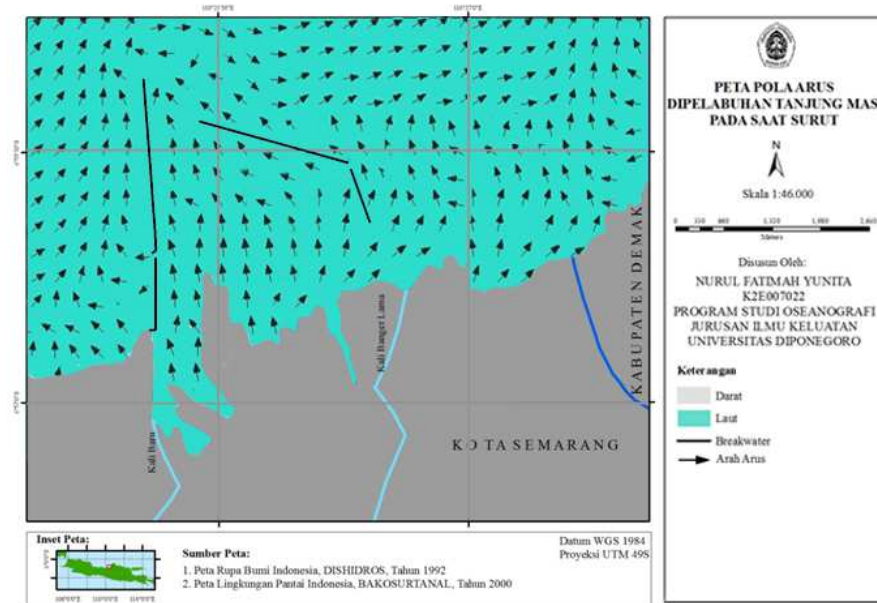 PETA POLA ARUS
DIPELABUHAN TANJUNG MAS
PADA SAAT SURUT
N
Skala 1:46.000
Meters
Disusun Oleh:
NURUL FATIMAH YUNITA
K2E007022
PROGRAM STUDI OSEANOGRAFI
JURUSAN ILMU KELUATAN
UNIVERSITAS DIPONEGORO
Keterangan
Darat
Laut
Breakwater
Arah Arus
KABUPATEN DEMAK
Kali Banger Lama
Kali Baru
KOTA SEMARANG
Inset Peta:
Sumber Peta:
1. Peta Rupa Bumi Indonesia, DISHIDROS, Tahun 1992
2. Peta Lingkungan Pantai Indonesia, BAKOSURTANAL, Tahun 2000
Datum WGS 1984
Proyeksi UTM 49S